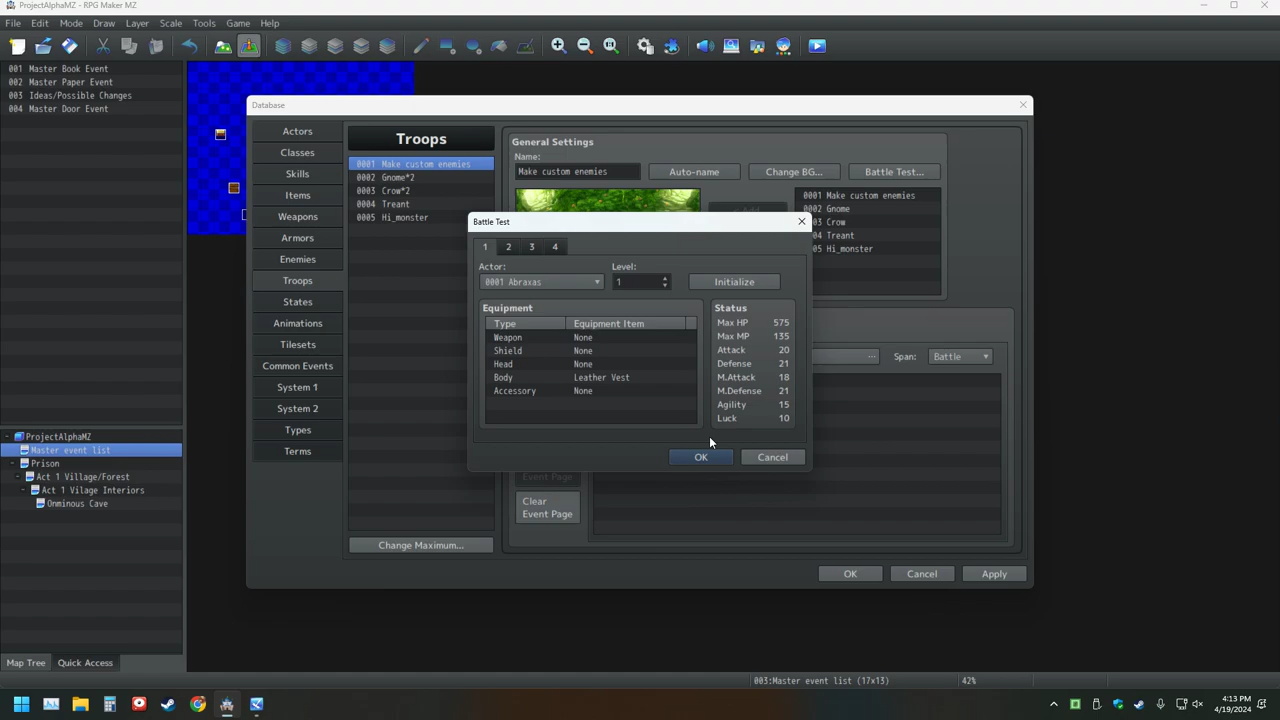 ProjectAlphaMZ - RPG Maker MZ
File Edit Mode Draw Layer Scale Tools Game Help
001 Master Book Event
002 Master Paper Event
003 Ideas/Possible Changes
004 Master Door Event
Database
Actors
Classes
Skills
Items
Weapons
Armors
Enemies
Troops
States
Animations
Tilesets
Common Events
System 1
System 2
Types
Terms
Troops
0001 Make custom enemies
0002 Gnome*2
0003 Crow*2
0004 Treant
0005 Hi_monster
Change Maximum...
General Settings
Name:
Make custom enemies
Auto-name
Change BG...
Battle Test...
0001 Make custom enemies
0002 Gnome
03 Crow
04 Treant
05 Hi_monster
Battle Test
1 2 3 4
Actor:
Level:
0001 Abraxas
1
Initialize
Equipment
Type Equipment Item
Weapon None
Shield None
Head None
Body Leather Vest
Accessory None
Status
Max HP 575
Max MP 135
Attack 20
Defense 21
M.Attack 18
M.Defense 21
Agility 15
Luck 10
OK
Cancel
...
Span:
Battle
Event Page
Clear
Event Page
OK
Cancel
Apply
ProjectAlphaMZ
Master event list
Prison
Act 1 Village/Forest
Act 1 Vilage Interiors
Onminous Cave
Map Tree
Quick Access
003:Master event list (17x13)
42%
4:13 PM
4/19/2024